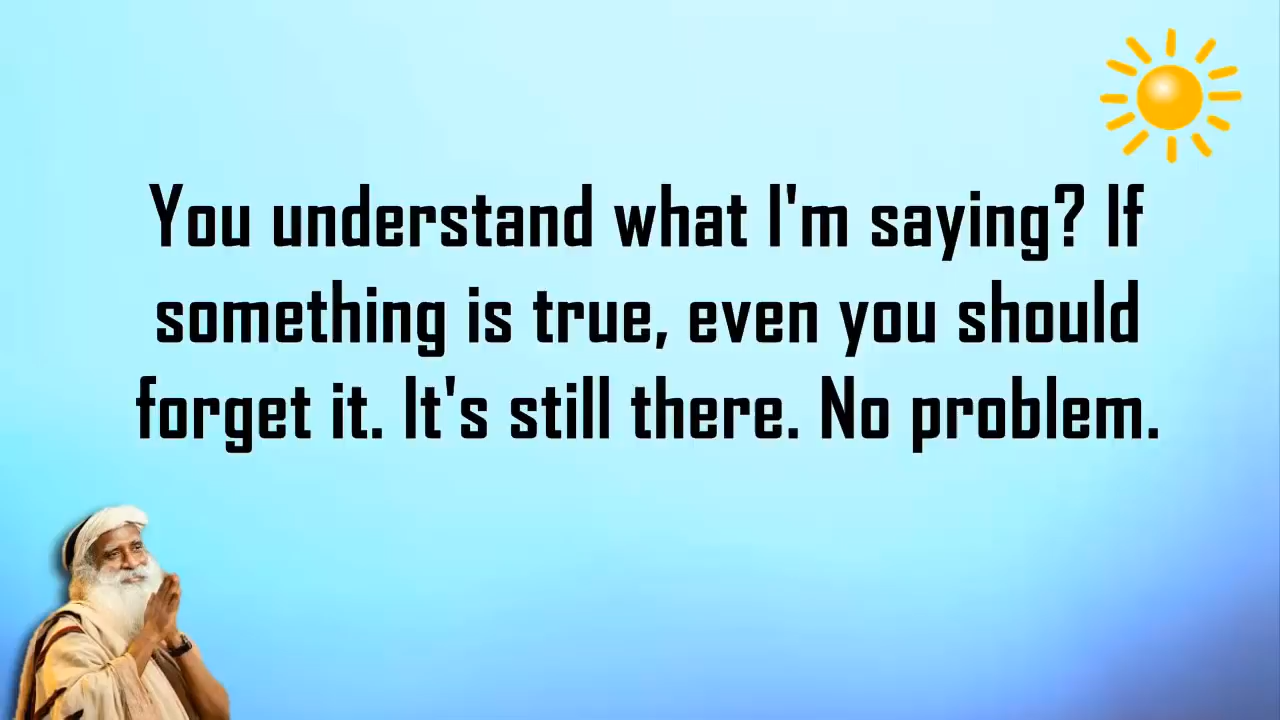 You understand what I'm saying? If
something is true, even you should
forget it. It's still there. No problem.